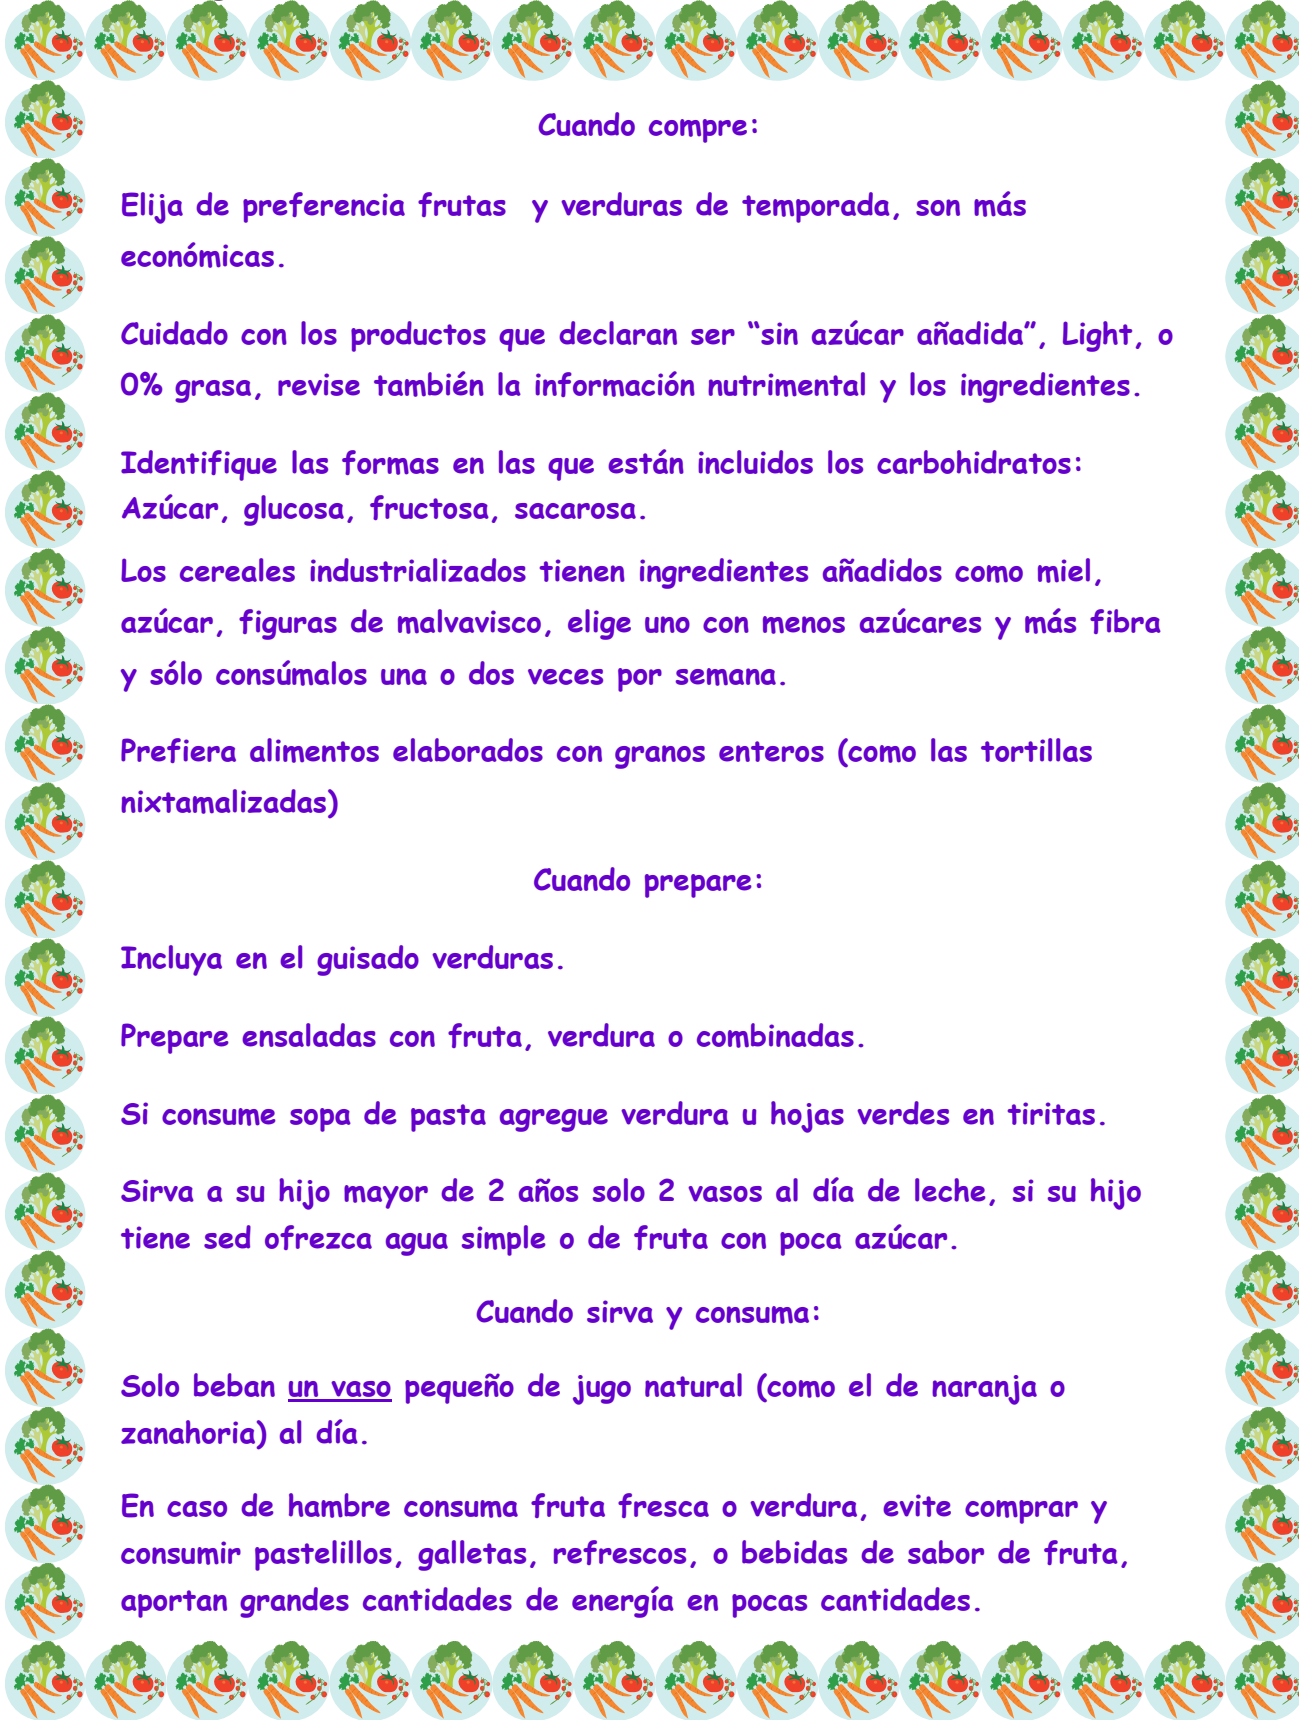 Cuando compre:
Elija de preferencia frutas y verduras de temporada, son más
económicas.
Cuidado con los productos que declaran ser “sin azúcar añadida”, Light, o
0% grasa, revise también la información nutrimental y los ingredientes.
Identifique las formas en las que están incluidos los carbohidratos:
Azúcar, glucosa, fructosa, sacarosa.
Los cereales industrializados tienen ingredientes añadidos como miel,
azúcar, figuras de malvavisco, elige uno con menos azúcares y más fibra
y sólo consúmalos una o dos veces por semana.
Prefiera alimentos elaborados con granos enteros (como las tortillas
nixtamalizadas)
Cuando prepare:
Incluya en el guisado verduras.
Prepare ensaladas con fruta, verdura o combinadas.
Si consume sopa de pasta agregue verdura u hojas verdes en tiritas.
Sirva a su hijo mayor de 2 años solo 2 vasos al día de leche, si su hijo
tiene sed ofrezca agua simple o de fruta con poca azúcar.
Cuando sirva y consuma:
Solo beban un vaso pequeño de jugo natural (como el de naranja o
zanahoria) al día.
En caso de hambre consuma fruta fresca o verdura, evite comprar y
consumir pastelillos, galletas, refrescos, o bebidas de sabor de fruta,
aportan grandes cantidades de energía en pocas cantidades.